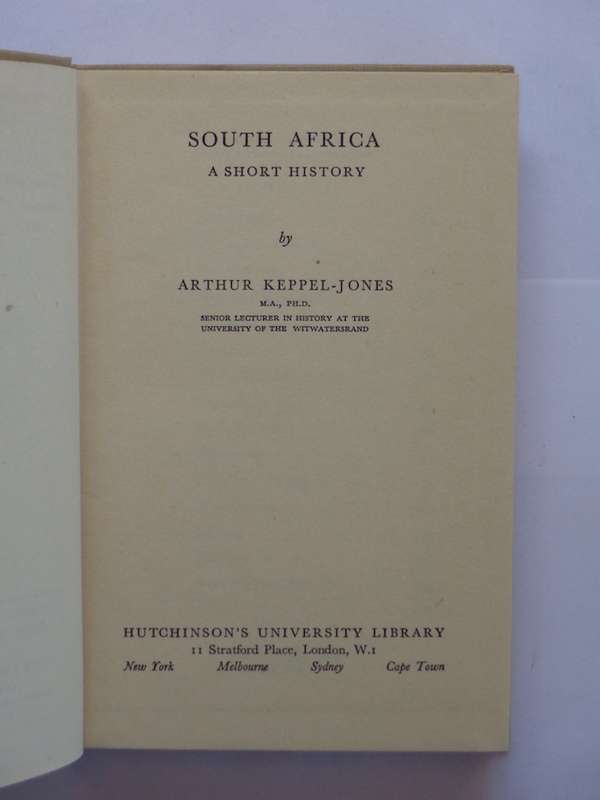 SOUTH AFRICA
A SHORT HISTORY
by
ARTHUR KEPPEL-JONES
M.A., PH.D.
SENIOR LECTURER IN HISTORY AT THE
UNIVERSITY OF THE WITWATERSRAND
HUTCHINSON'S UNIVERSITY LIBRARY
11 Stratford Place, London, W.1
New York Melbourne Sydney Cape Town